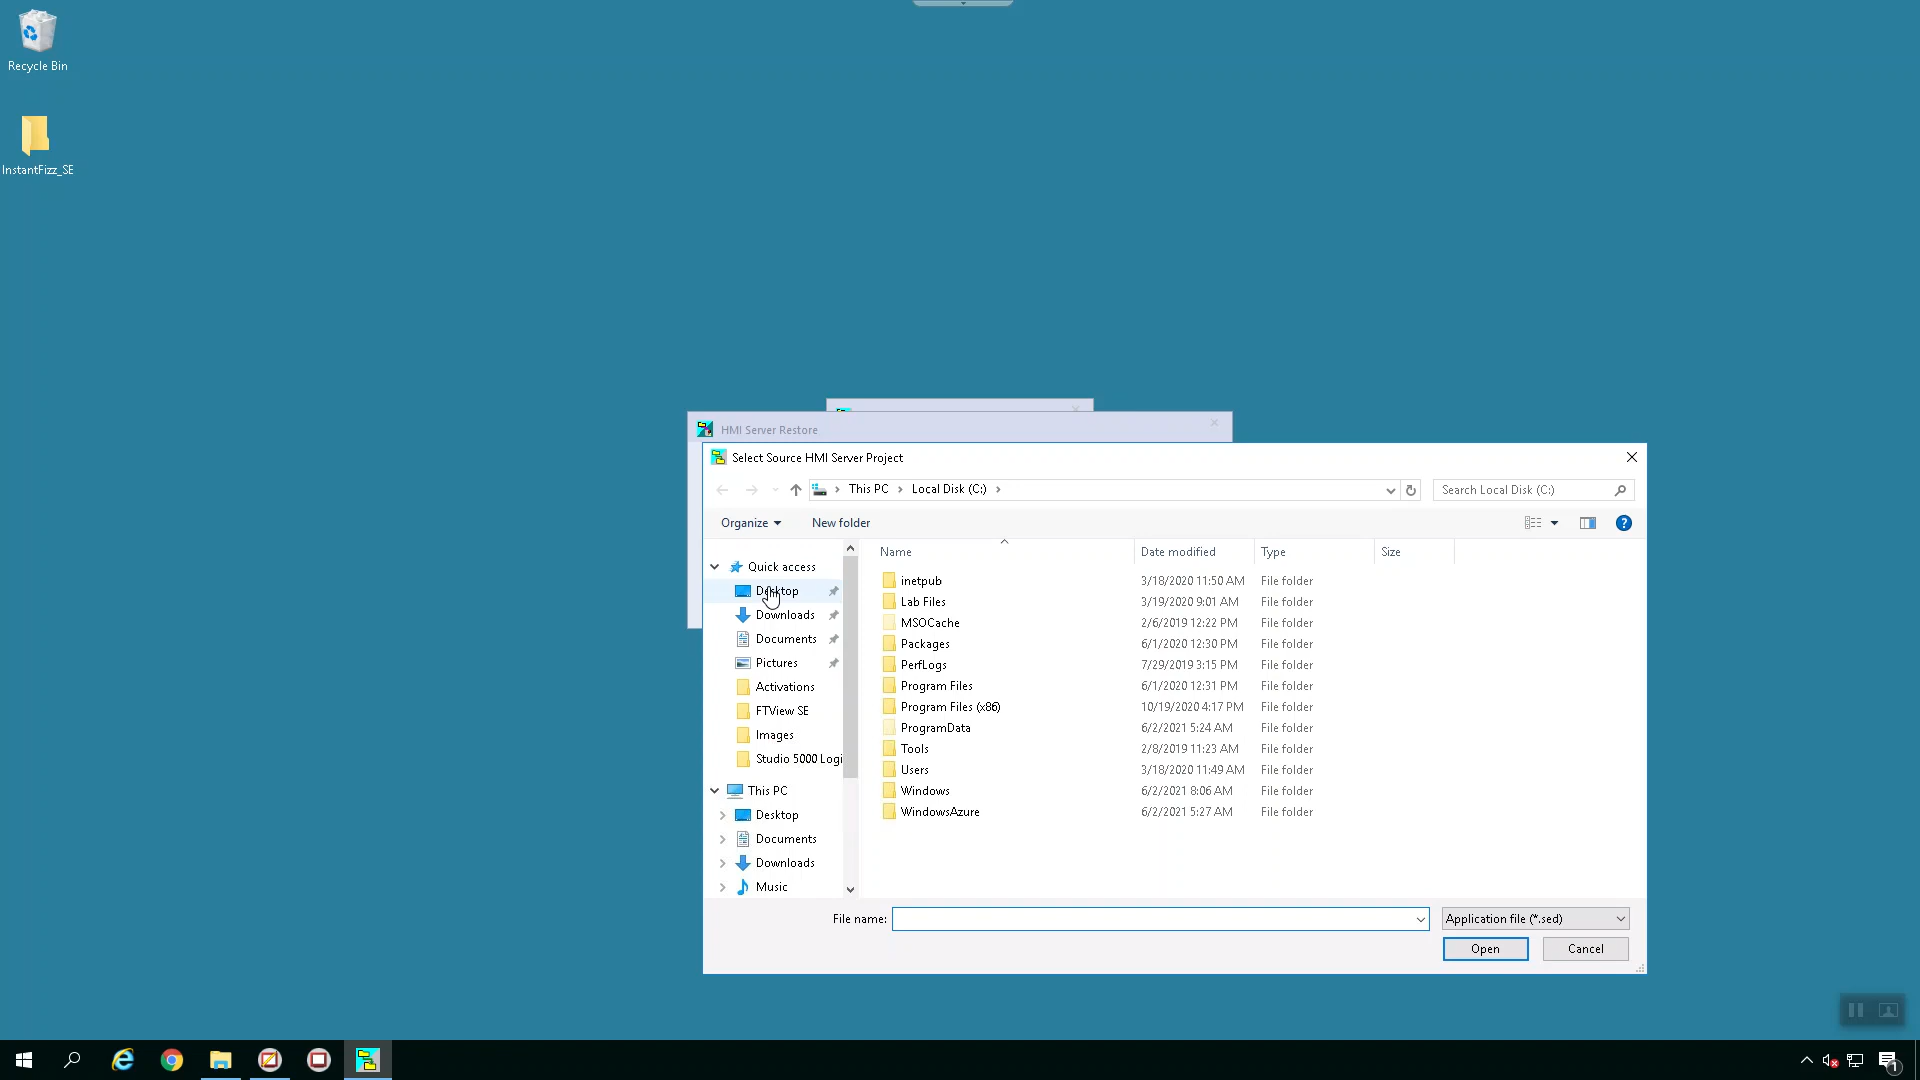 Recycle Bin
InstantFizz_SE
HMI Server Restore
Select Source HMI Server Project
This PC
Local Disk (C:)
Search Local Disk (C:)
Organize
New folder
Name
Date modified
Type
Size
Quick access
Desktop
Downloads
Documents
Pictures
Activations
FTView SE
Images
Studio 5000 Logi
This PC
Desktop
Documents
Downloads
Music
inetpub 3/18/2020 11:50 AM File folder
Lab Files 3/19/2020 9:01 AM File folder
MSOCache 2/6/2019 12:22 PM File folder
Packages 6/1/2020 12:30 PM File folder
PerfLogs 7/29/2019 3:15 PM File folder
Program Files 6/1/2020 12:31 PM File folder
Program Files (x86) 10/19/2020 4:17 PM File folder
ProgramData 6/2/2021 5:24 AM File folder
Tools 2/8/2019 11:23 AM File folder
Users 3/18/2020 11:49 AM File folder
Windows 6/2/2021 8:06 AM File folder
WindowsAzure 6/2/2021 5:27 AM File folder
File name:
Application file (*.sed)
Open
Cancel
1